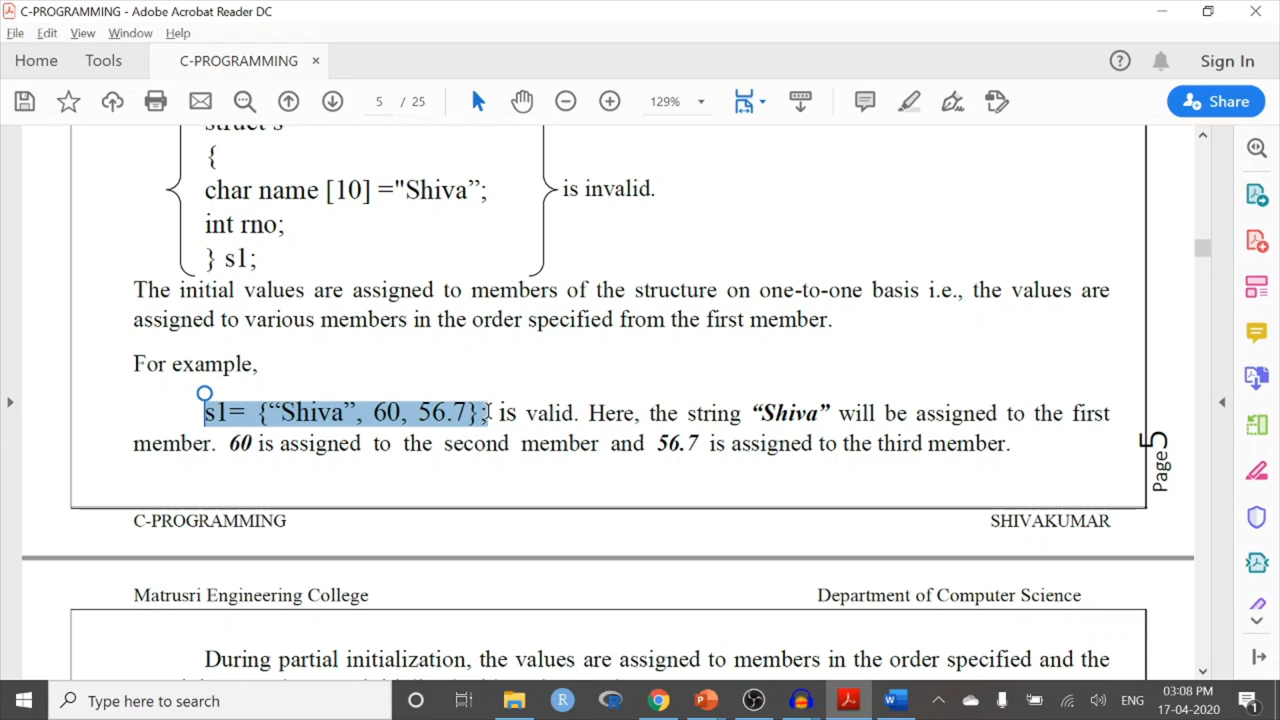 C-PROGRAMMING - Adobe Acrobat Reader DC
File Edit View Window Help
Home Tools C-PROGRAMMING × Sign In
5 / 25 129% Share
struct s
{
char name [10] ="Shiva”;
int rno;
} s1;
is invalid.
The initial values are assigned to members of the structure on one-to-one basis i.e., the values are
assigned to various members in the order specified from the first member.
For example,
s1= {“Shiva”, 60, 56.7}; is valid. Here, the string “Shiva” will be assigned to the first
member. 60 is assigned to the second member and 56.7 is assigned to the third member.
Page5
C-PROGRAMMING SHIVAKUMAR
Matrusri Engineering College Department of Computer Science
During partial initialization, the values are assigned to members in the order specified and the
Type here to search
ENG
03:08 PM
17-04-2020
1